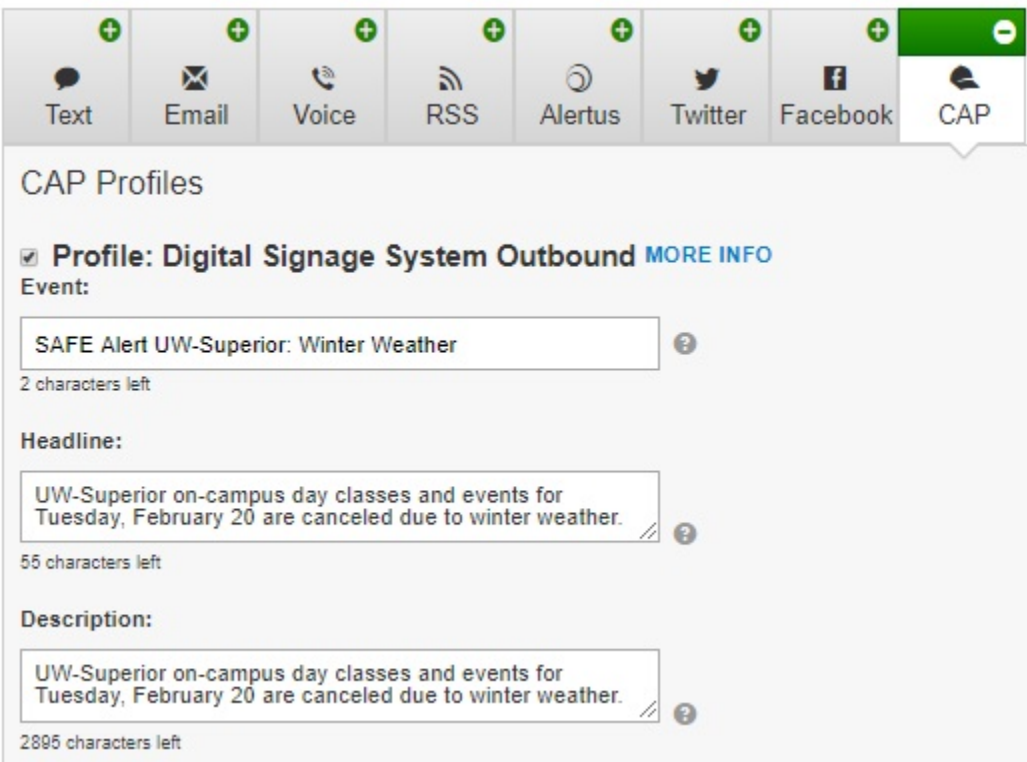 Text Email Voice RSS Alertus Twitter Facebook CAP
CAP Profiles
Profile: Digital Signage System Outbound MORE INFO
Event:
SAFE Alert UW-Superior: Winter Weather
2 characters left
Headline:
UW-Superior on-campus day classes and events for
Tuesday, February 20 are canceled due to winter weather.
55 characters left
Description:
UW-Superior on-campus day classes and events for
Tuesday, February 20 are canceled due to winter weather.
2895 characters left